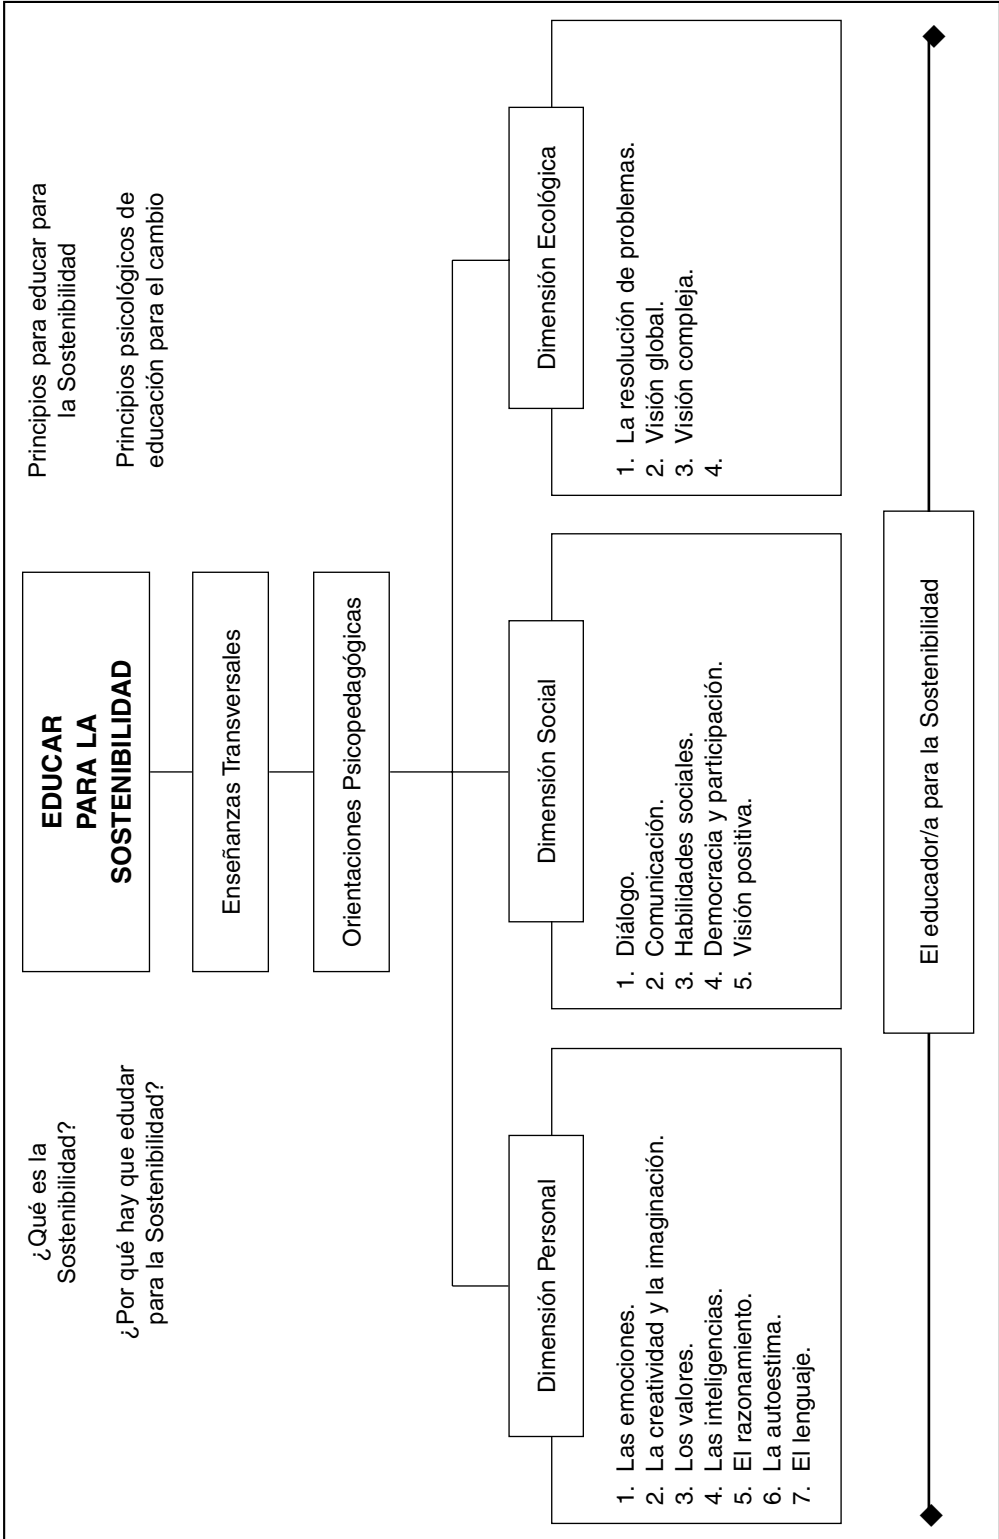 ¿Qué es la
Sostenibilidad?
¿Por qué hay que edudar
para la Sostenibilidad?
EDUCAR
PARA LA
SOSTENIBILIDAD
Principios para educar para
la Sostenibilidad
Principios psicológicos de
educación para el cambio
Enseñanzas Transversales
Orientaciones Psicopedagógicas
Dimensión Personal
1. Las emociones.
2. La creatividad y la imaginación.
3. Los valores.
4. Las inteligencias.
5. El razonamiento.
6. La autoestima.
7. El lenguaje.
Dimensión Social
1. Diálogo.
2. Comunicación.
3. Habilidades sociales.
4. Democracia y participación.
5. Visión positiva.
Dimensión Ecológica
1. La resolución de problemas.
2. Visión global.
3. Visión compleja.
4.
El educador/a para la Sostenibilidad